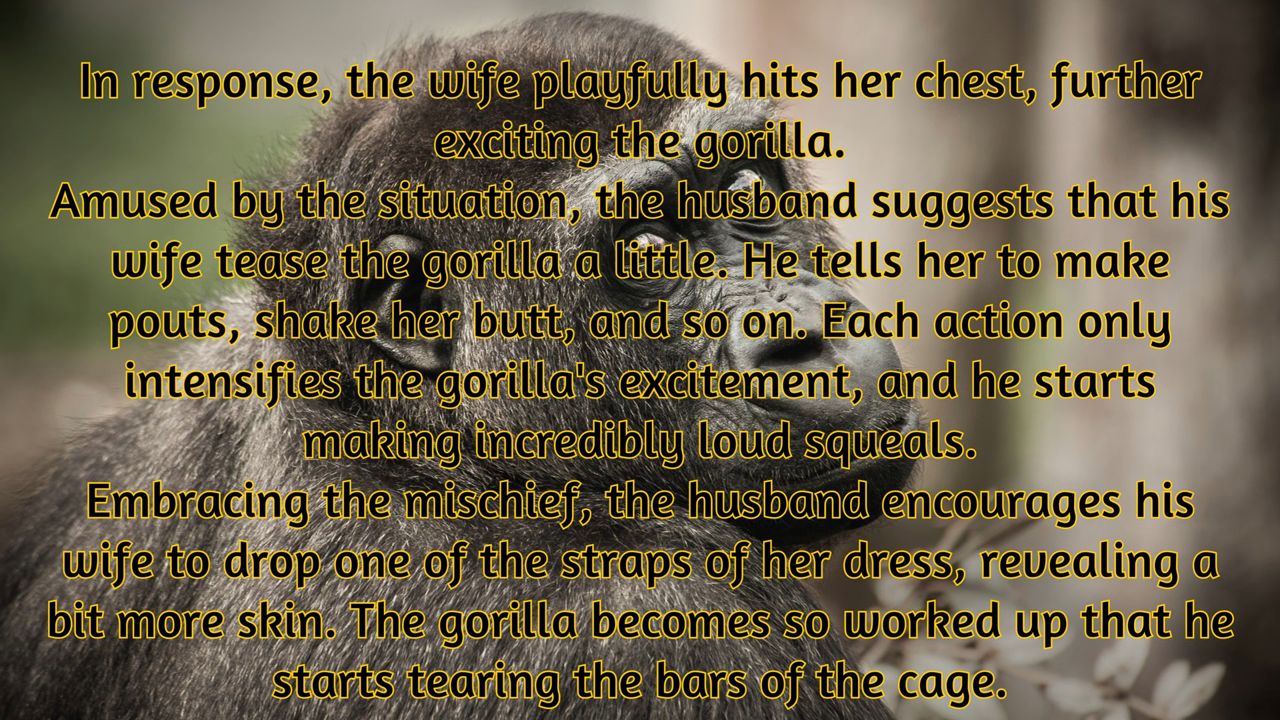 In response, the wife playfully hits her chest, further
exciting the gorilla.
Amused by the situation, the husband suggests that his
wife tease the gorilla a little. He tells her to make
pouts, shake her butt, and so on. Each action only
intensifies the gorilla's excitement, and he starts
making incredibly loud squeals.
Embracing the mischief, the husband encourages his
wife to drop one of the straps of her dress, revealing a
bit more skin. The gorilla becomes so worked up that he
starts tearing the bars of the cage.